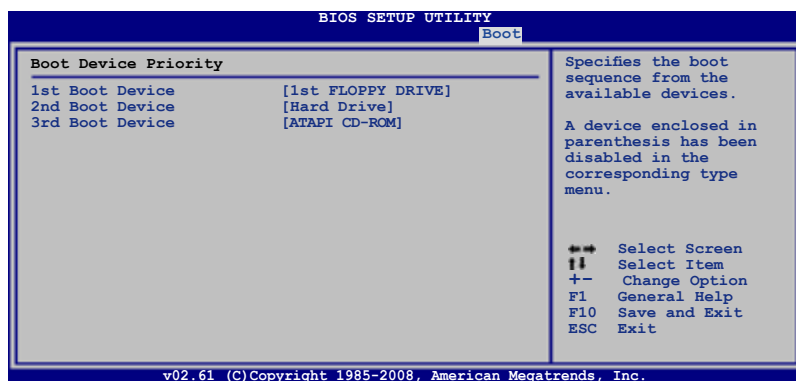 BIOS SETUP UTILITY
Boot
Boot Device Priority
1st Boot Device [1st FLOPPY DRIVE]
2nd Boot Device [Hard Drive]
3rd Boot Device [ATAPI CD-ROM]
Specifies the boot
sequence from the
available devices.
A device enclosed in
parenthesis has been
disabled in the
corresponding type
menu.
←→ Select Screen
↑↓ Select Item
+- Change Option
F1 General Help
F10 Save and Exit
ESC Exit
v02.61 (C)Copyright 1985-2008, American Megatrends, Inc.